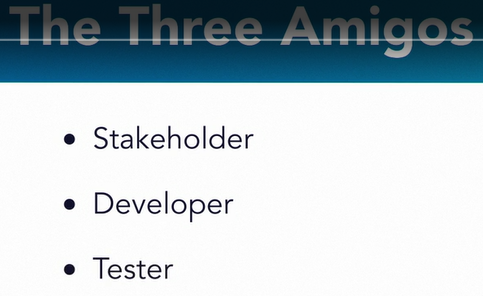 The Three Amigos
• Stakeholder
• Developer
• Tester